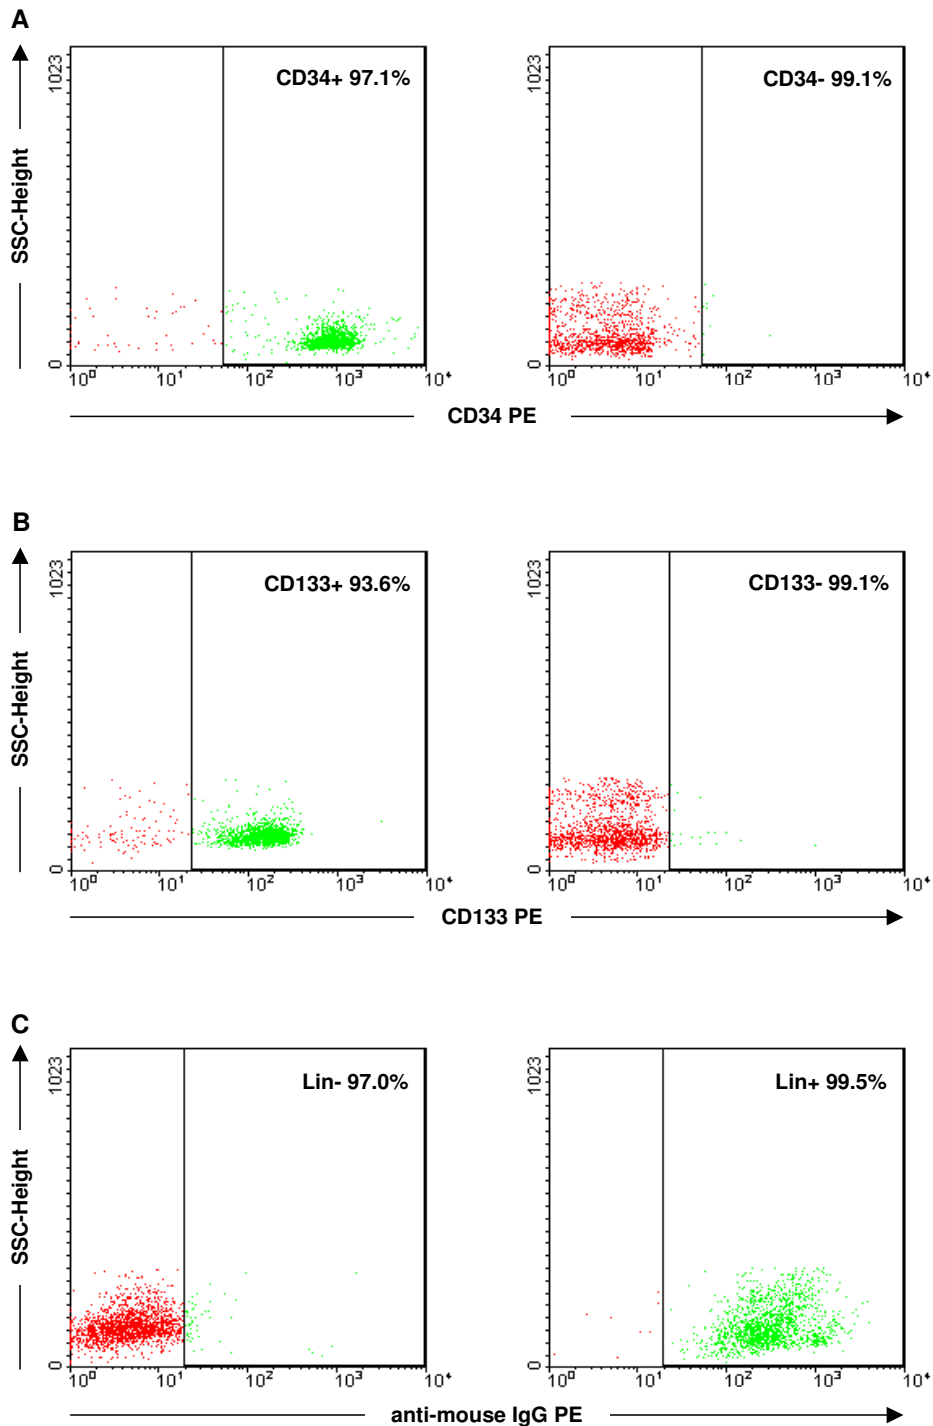 A
SSC-Height
1023
0
CD34+ 97.1%
10⁰ 10¹ 10² 10³ 10⁴
1023
0
CD34- 99.1%
10⁰ 10¹ 10² 10³ 10⁴
CD34 PE
B
SSC-Height
1023
0
CD133+ 93.6%
10⁰ 10¹ 10² 10³ 10⁴
1023
0
CD133- 99.1%
10⁰ 10¹ 10² 10³ 10⁴
CD133 PE
C
SSC-Height
1023
0
Lin- 97.0%
10⁰ 10¹ 10² 10³ 10⁴
1023
0
Lin+ 99.5%
10⁰ 10¹ 10² 10³ 10⁴
anti-mouse IgG PE